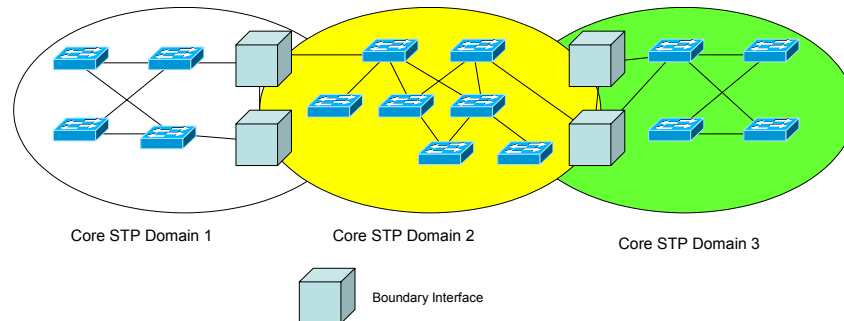 Core STP Domain 1
Core STP Domain 2
Core STP Domain 3
Boundary Interface